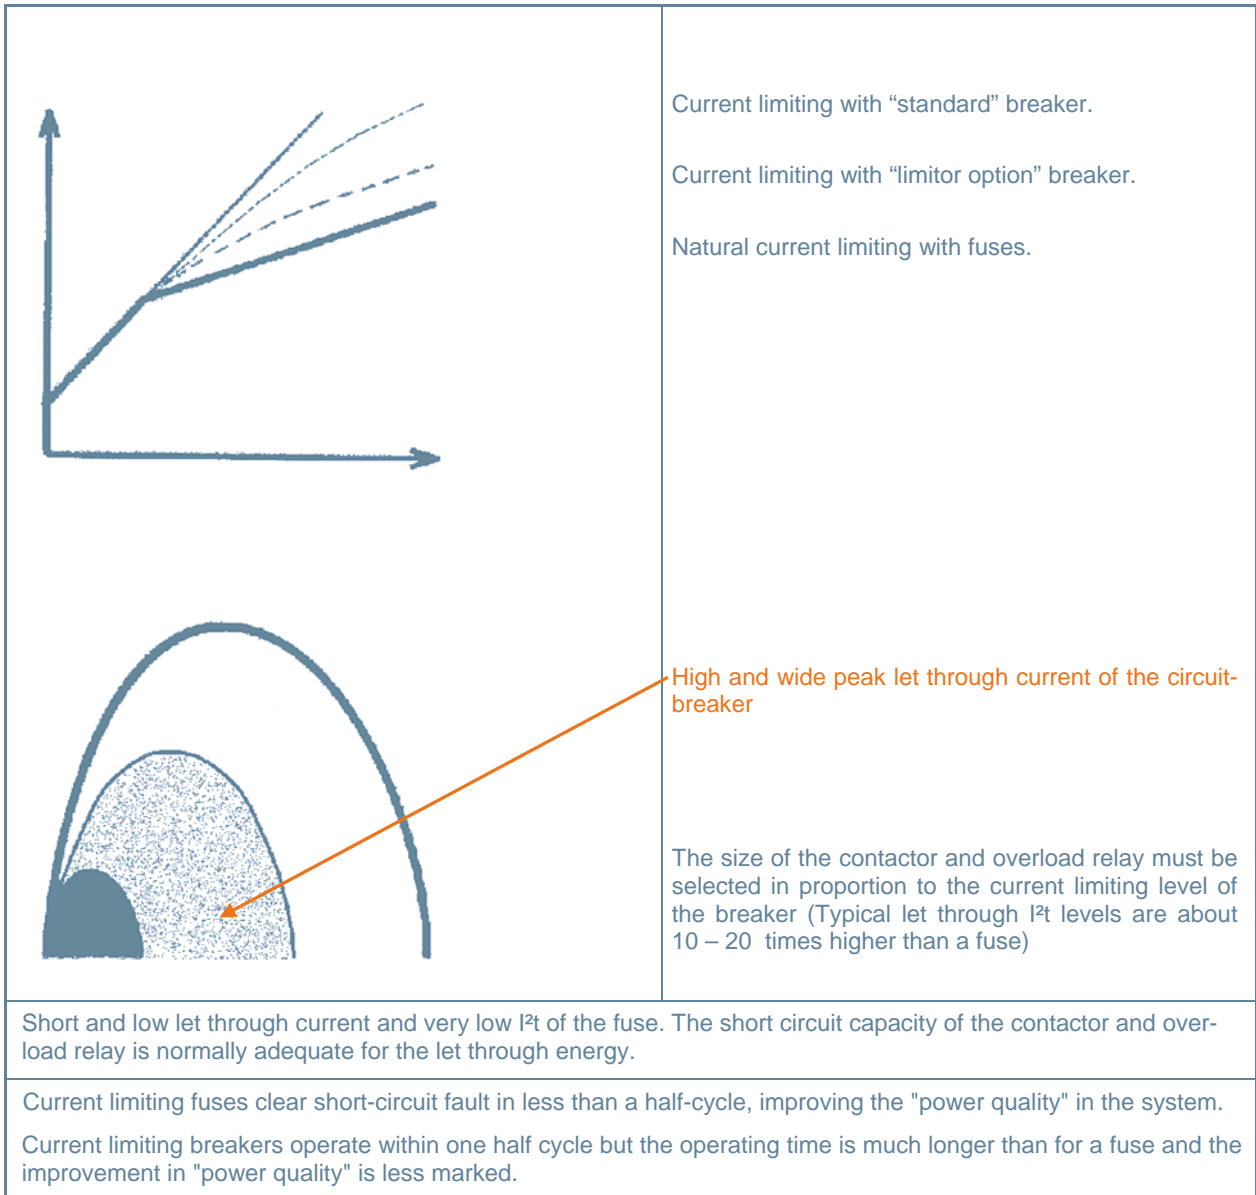 Current limiting with “standard” breaker.
Current limiting with “limitor option” breaker.
Natural current limiting with fuses.
High and wide peak let through current of the circuit-
breaker
The size of the contactor and overload relay must be
selected in proportion to the current limiting level of
the breaker (Typical let through I²t levels are about
10 – 20 times higher than a fuse)
Short and low let through current and very low I²t of the fuse. The short circuit capacity of the contactor and over-
load relay is normally adequate for the let through energy.
Current limiting fuses clear short-circuit fault in less than a half-cycle, improving the "power quality" in the system.
Current limiting breakers operate within one half cycle but the operating time is much longer than for a fuse and the
improvement in "power quality" is less marked.